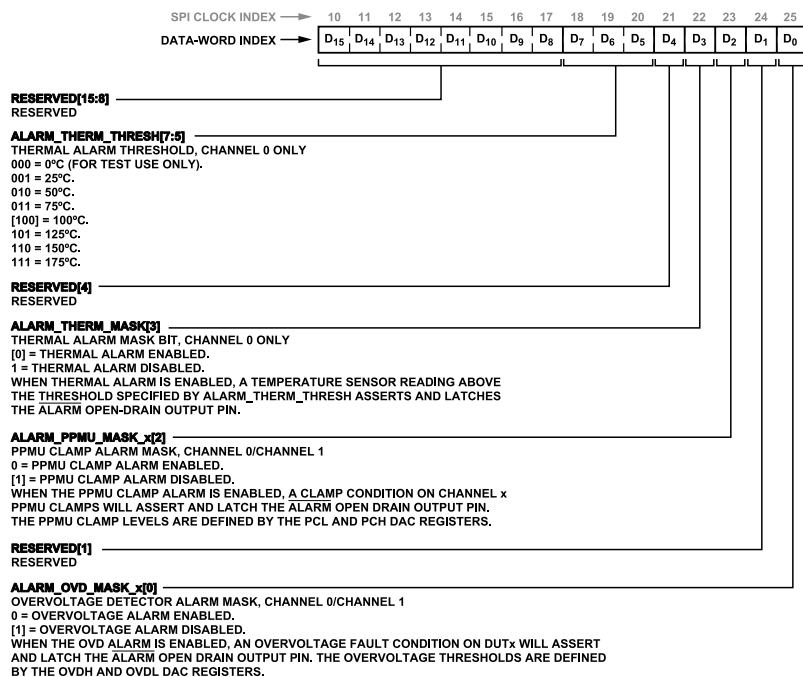 SPI CLOCK INDEX 10 11 12 13 14 15 16 17 18 19 20 21 22 23 24 25
DATA-WORD INDEX D15 D14 D13 D12 D11 D10 D9 D8 D7 D6 D5 D4 D3 D2 D1 D0
RESERVED[15:8]
RESERVED
ALARM_THERM_THRESH[7:5]
THERMAL ALARM THRESHOLD, CHANNEL 0 ONLY
000 = 0ºC (FOR TEST USE ONLY).
001 = 25ºC.
010 = 50ºC.
011 = 75ºC.
[100] = 100ºC.
101 = 125ºC.
110 = 150ºC.
111 = 175ºC.
RESERVED[4]
RESERVED
ALARM_THERM_MASK[3]
THERMAL ALARM MASK BIT, CHANNEL 0 ONLY
[0] = THERMAL ALARM ENABLED.
1 = THERMAL ALARM DISABLED.
WHEN THERMAL ALARM IS ENABLED, A TEMPERATURE SENSOR READING ABOVE
THE THRESHOLD SPECIFIED BY ALARM_THERM_THRESH ASSERTS AND LATCHES
THE ALARM OPEN-DRAIN OUTPUT PIN.
ALARM_PPMU_MASK_x[2]
PPMU CLAMP ALARM MASK, CHANNEL 0/CHANNEL 1
0 = PPMU CLAMP ALARM ENABLED.
[1] = PPMU CLAMP ALARM DISABLED.
WHEN THE PPMU CLAMP ALARM IS ENABLED, A CLAMP CONDITION ON CHANNEL x
PPMU CLAMPS WILL ASSERT AND LATCH THE ALARM OPEN DRAIN OUTPUT PIN.
THE PPMU CLAMP LEVELS ARE DEFINED BY THE PCL AND PCH DAC REGISTERS.
RESERVED[1]
RESERVED
ALARM_OVD_MASK_x[0]
OVERVOLTAGE DETECTOR ALARM MASK, CHANNEL 0/CHANNEL 1
0 = OVERVOLTAGE ALARM ENABLED.
[1] = OVERVOLTAGE ALARM DISABLED.
WHEN THE OVD ALARM IS ENABLED, AN OVERVOLTAGE FAULT CONDITION ON DUTx WILL ASSERT
AND LATCH THE ALARM OPEN DRAIN OUTPUT PIN. THE OVERVOLTAGE THRESHOLDS ARE DEFINED
BY THE OVDH AND OVDL DAC REGISTERS.